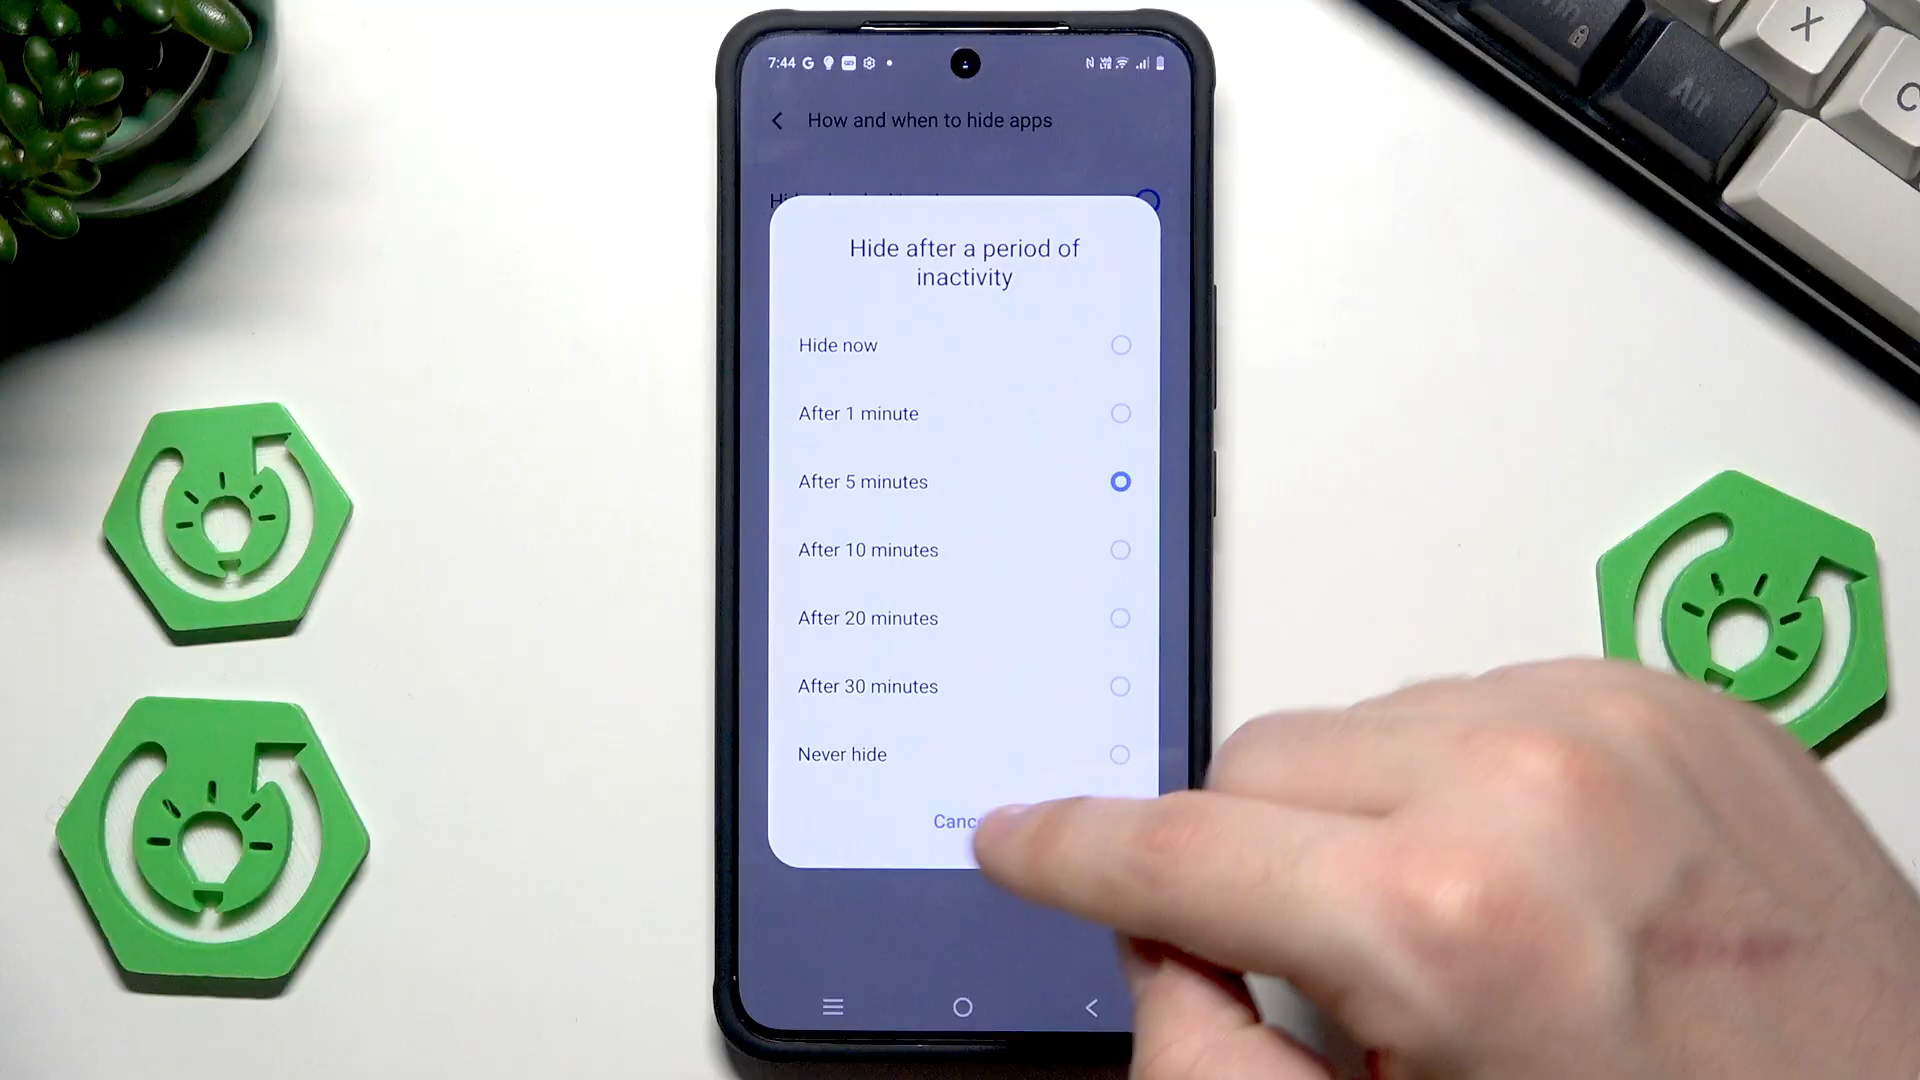 7:44
How and when to hide apps
Hide after a period of
inactivity
Hide now
After 1 minute
After 5 minutes
After 10 minutes
After 20 minutes
After 30 minutes
Never hide
Alt
X